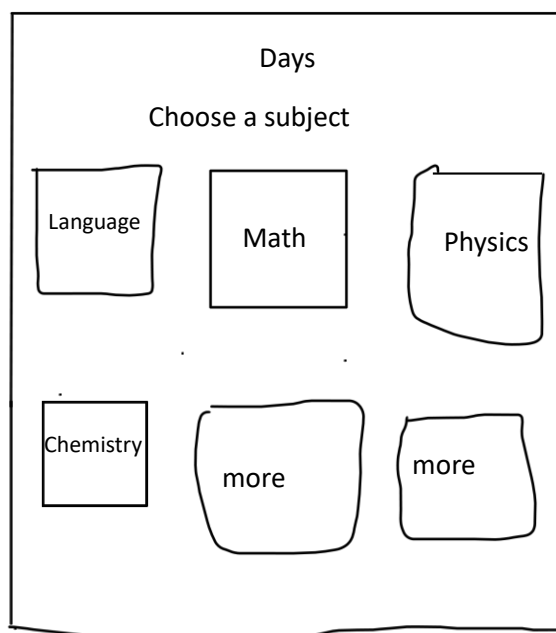 Days
Choose a subject
Language
Math
Physics
Chemistry
more
more